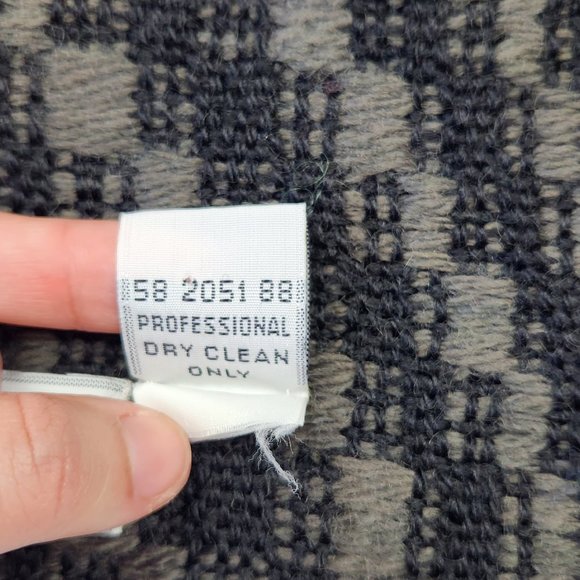 58 2051 88
PROFESSIONAL
DRY CLEAN
ONLY